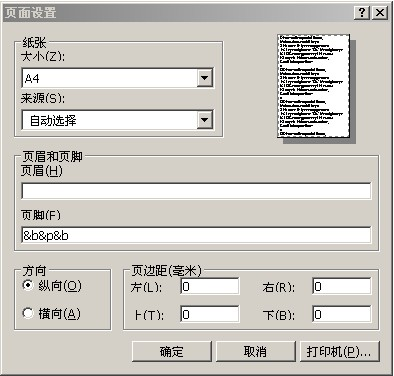 页面设置
纸张
大小(Z):
A4
来源(S):
自动选择
页眉和页脚
页眉(H)
页脚(F)
&b&p&b
方向
纵向(O)
横向(A)
页边距(毫米)
左(L): 0 右(R): 0
上(T): 0 下(B): 0
确定 取消 打印机(P)...